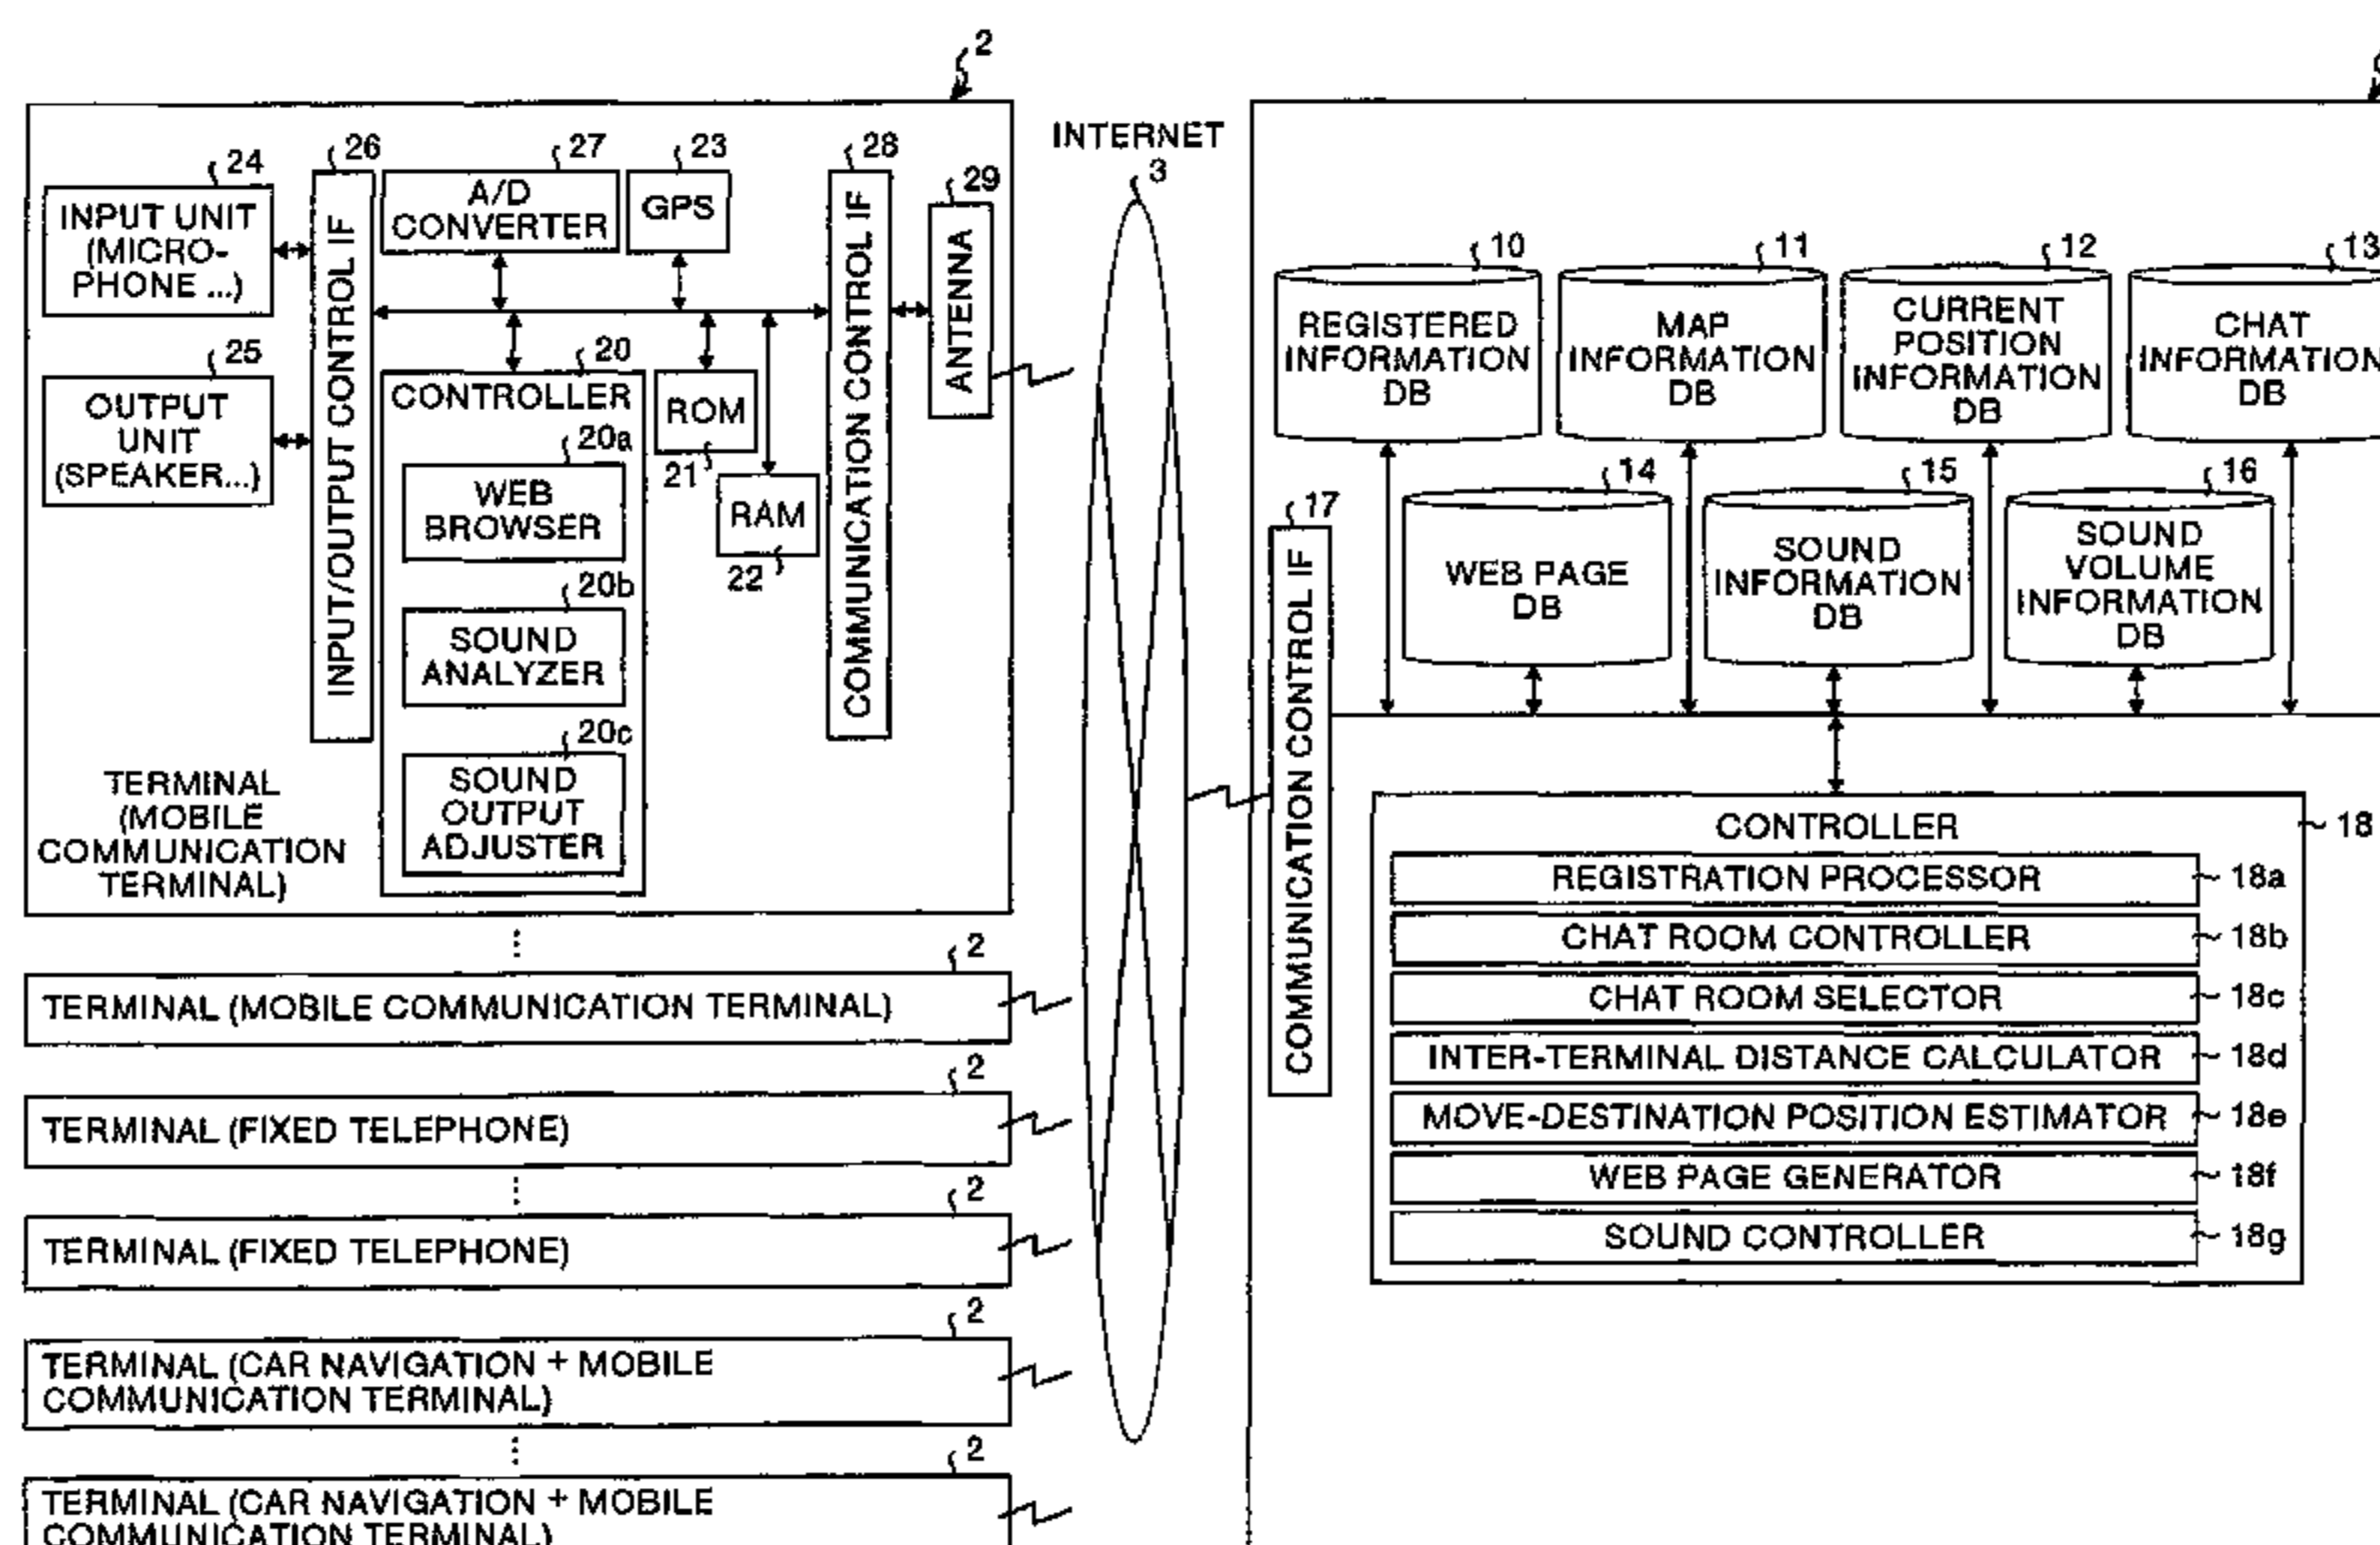 2
26
27
23
28
24
29
INPUT UNIT
(MICRO-
PHONE ...)
INPUT/OUTPUT CONTROL IF
A/D
CONVERTER
GPS
COMMUNICATION CONTROL IF
ANTENNA
25
OUTPUT
UNIT
(SPEAKER...)
20
CONTROLLER
20a
WEB
BROWSER
20b
SOUND
ANALYZER
20c
SOUND
OUTPUT
ADJUSTER
ROM
21
RAM
22
TERMINAL
(MOBILE
COMMUNICATION
TERMINAL)
2
TERMINAL (MOBILE COMMUNICATION TERMINAL)
2
TERMINAL (FIXED TELEPHONE)
2
TERMINAL (FIXED TELEPHONE)
2
TERMINAL (CAR NAVIGATION + MOBILE
COMMUNICATION TERMINAL)
2
TERMINAL (CAR NAVIGATION + MOBILE
COMMUNICATION TERMINAL)
INTERNET
3
10
REGISTERED
INFORMATION
DB
11
MAP
INFORMATION
DB
12
CURRENT
POSITION
INFORMATION
DB
13
CHAT
INFORMATION
DB
14
WEB PAGE
DB
15
SOUND
INFORMATION
DB
16
SOUND
VOLUME
INFORMATION
DB
17
COMMUNICATION CONTROL IF
CONTROLLER
18
REGISTRATION PROCESSOR
18a
CHAT ROOM CONTROLLER
18b
CHAT ROOM SELECTOR
18c
INTER-TERMINAL DISTANCE CALCULATOR
18d
MOVE-DESTINATION POSITION ESTIMATOR
18e
WEB PAGE GENERATOR
18f
SOUND CONTROLLER
18g